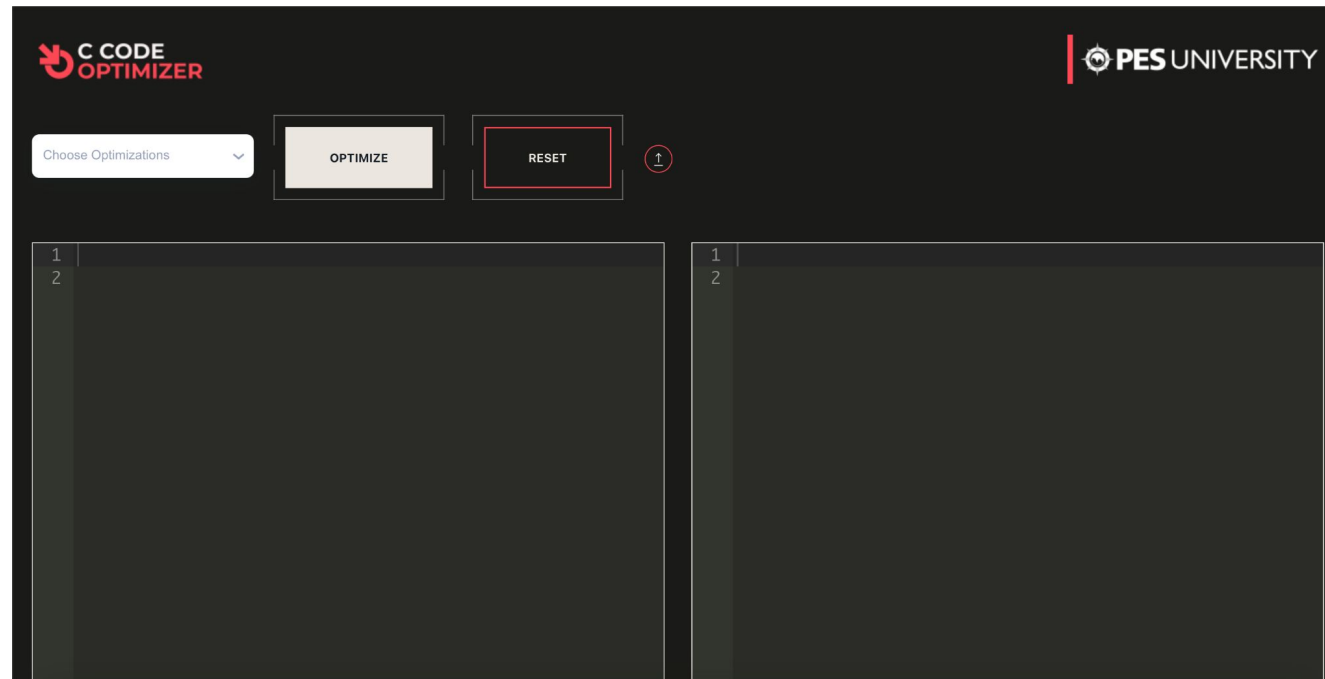 C CODE
OPTIMIZER
PES UNIVERSITY
Choose Optimizations
OPTIMIZE
RESET
1
2
1
2